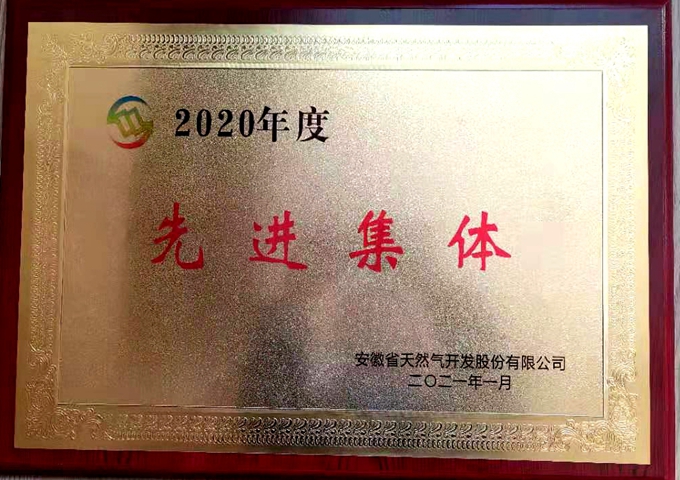 2020年度
先进集体
安徽省天然气开发股份有限公司
二〇二一年一月